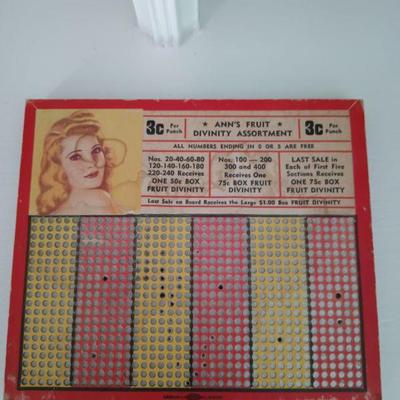 3c Per Punch
★ ANN'S FRUIT ★
DIVINITY ASSORTMENT
3c Per Punch
ALL NUMBERS ENDING IN 0 or 5 ARE FREE
Nos. 20-40-60-80
120-140-160-180
220-240 Receives
ONE 50c BOX
FRUIT DIVINITY
Nos. 100 — 200
300 and 400
Receives One
75c BOX FRUIT
DIVINITY
LAST SALE in
Each of First Five
Sections Receives
ONE 75c BOX
FRUIT DIVINITY
Last Sale on Board Receives the Large $1.00 Box FRUIT DIVINITY